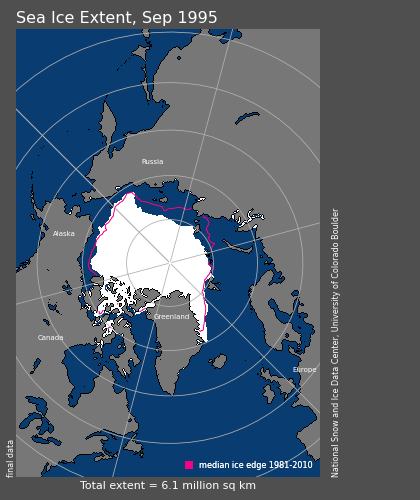 Sea Ice Extent, Sep 1995
Russia
Alaska
Greenland
Canada
Europe
National Snow and Ice Data Center, University of Colorado Boulder
final data
median ice edge 1981-2010
Total extent = 6.1 million sq km